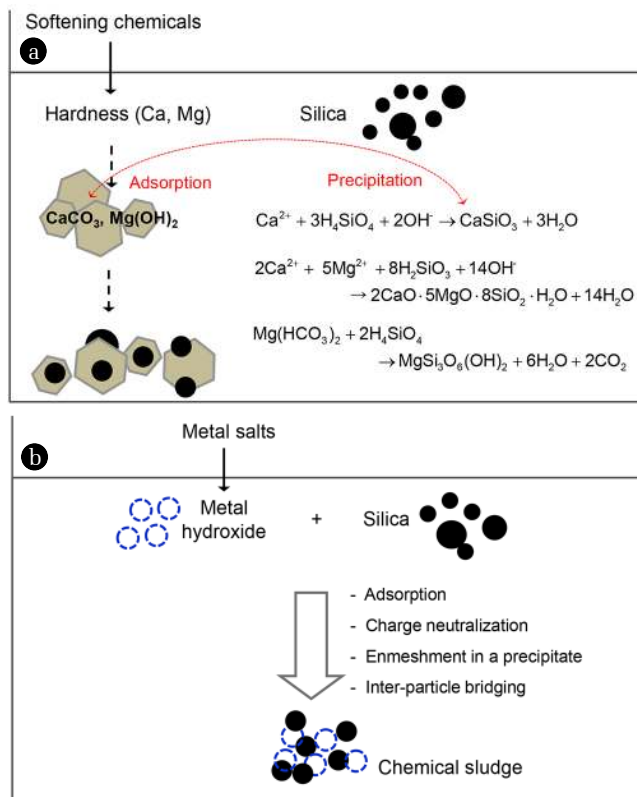 Softening chemicals
a
Hardness (Ca, Mg)
Silica
Adsorption
Precipitation
CaCO₃, Mg(OH)₂
Ca²⁺ + 3H₄SiO₄ + 2OH⁻ → CaSiO₃ + 3H₂O
2Ca²⁺ + 5Mg²⁺ + 8H₂SiO₃ + 14OH⁻
→ 2CaO·5MgO·8SiO₂·H₂O + 14H₂O
Mg(HCO₃)₂ + 2H₄SiO₄
→ MgSi₃O₆(OH)₂ + 6H₂O + 2CO₂
b
Metal salts
Metal
hydroxide
+
Silica
- Adsorption
- Charge neutralization
- Enmeshment in a precipitate
- Inter-particle bridging
Chemical sludge